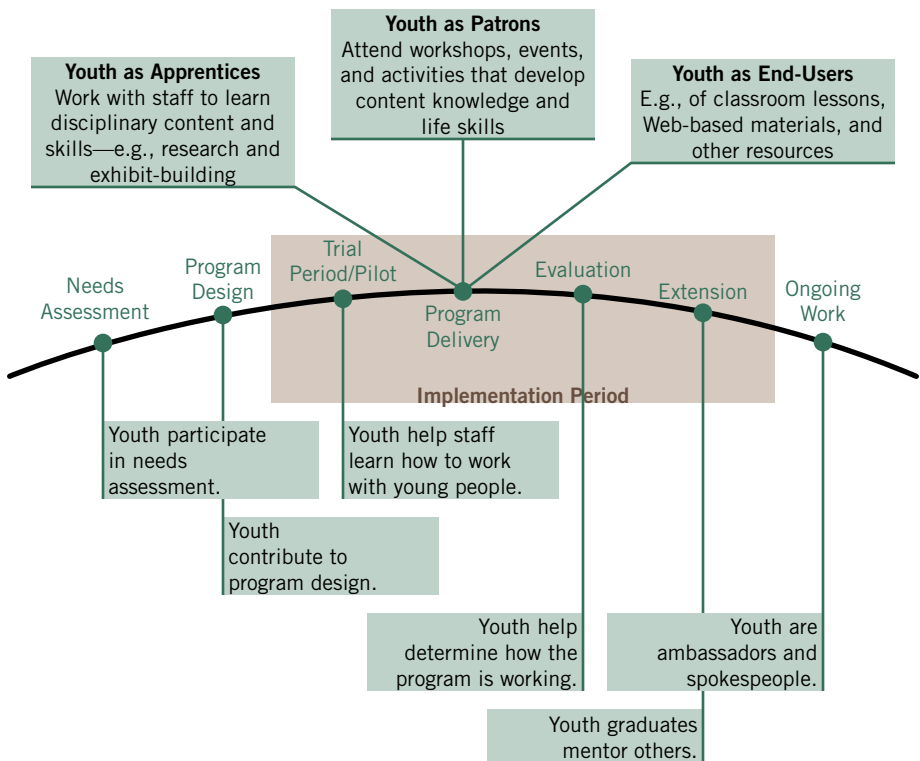 Youth as Patrons
Attend workshops, events,
and activities that develop
content knowledge and
life skills
Youth as Apprentices
Work with staff to learn
disciplinary content and
skills—e.g., research and
exhibit-building
Youth as End-Users
E.g., of classroom lessons,
Web-based materials, and
other resources
Needs
Assessment
Program
Design
Trial
Period/Pilot
Program
Delivery
Evaluation
Extension
Ongoing
Work
Implementation Period
Youth participate
in needs
assessment.
Youth help staff
learn how to work
with young people.
Youth
contribute to
program design.
Youth help
determine how the
program is working.
Youth are
ambassadors and
spokespeople.
Youth graduates
mentor others.